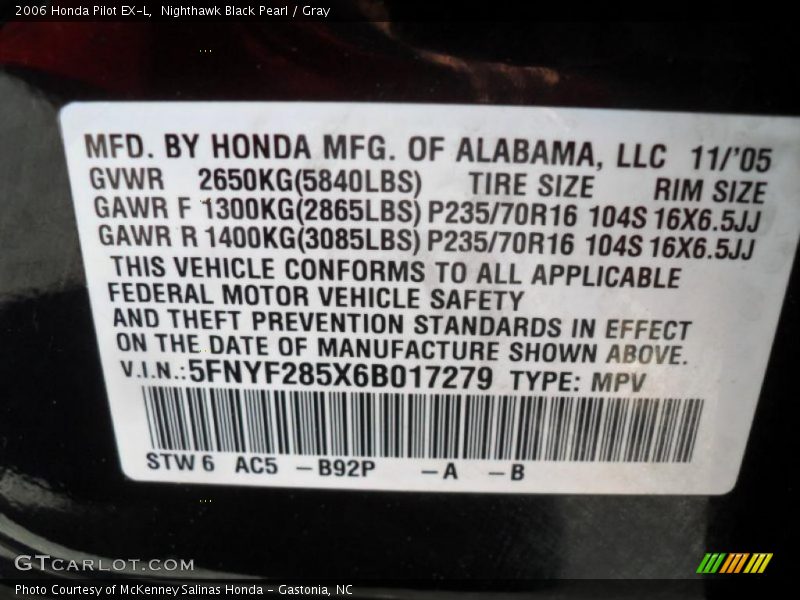 2006 Honda Pilot EX-L, Nighthawk Black Pearl / Gray
MFD. BY HONDA MFG. OF ALABAMA, LLC 11/'05
GVWR 2650KG(5840LBS) TIRE SIZE RIM SIZE
GAWR F 1300KG(2865LBS) P235/70R16 104S 16X6.5JJ
GAWR R 1400KG(3085LBS) P235/70R16 104S 16X6.5JJ
THIS VEHICLE CONFORMS TO ALL APPLICABLE
FEDERAL MOTOR VEHICLE SAFETY
AND THEFT PREVENTION STANDARDS IN EFFECT
ON THE DATE OF MANUFACTURE SHOWN ABOVE.
V.I.N.:5FNYF285X6B017279 TYPE: MPV
STW 6 AC5 – B92P – A – B
GTCARLOT.COM
Photo Courtesy of McKenney Salinas Honda - Gastonia, NC